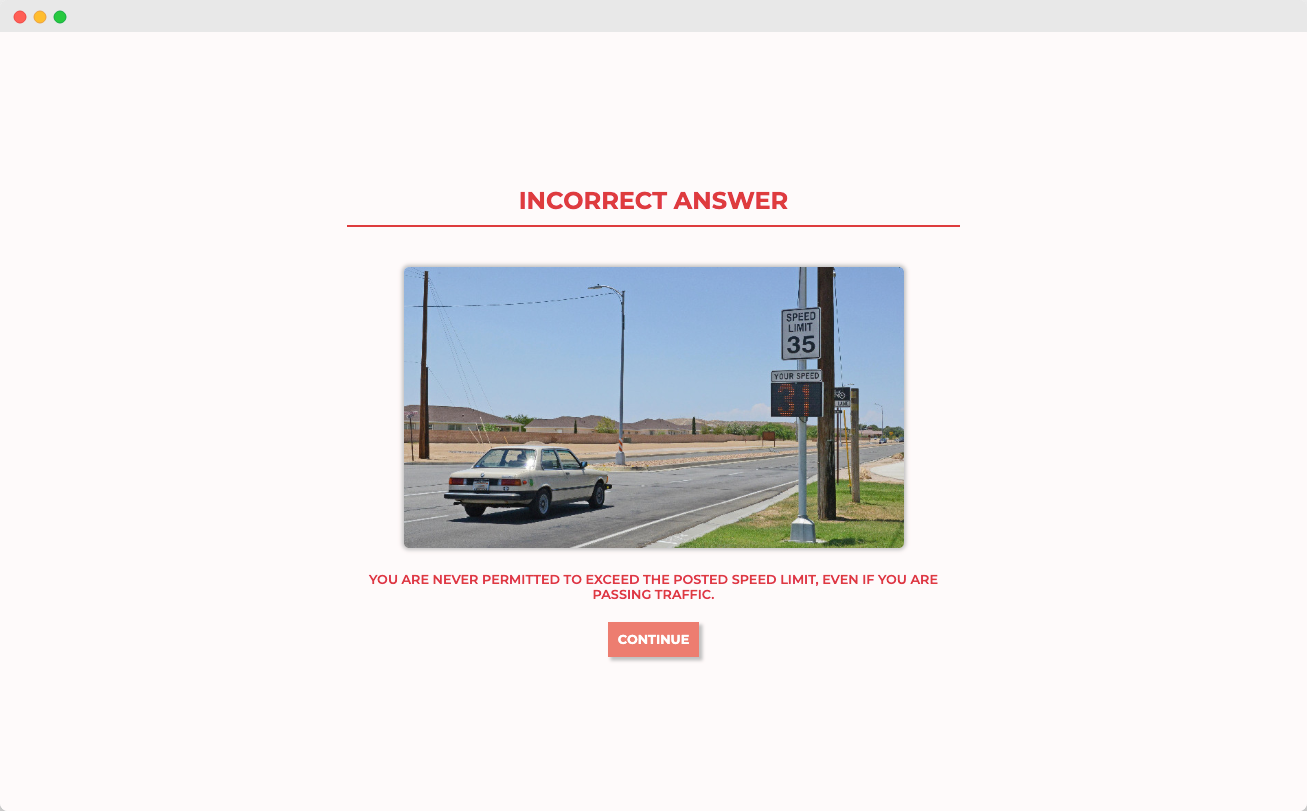 INCORRECT ANSWER
SPEED
LIMIT
35
YOUR SPEED
31
LANE
YOU ARE NEVER PERMITTED TO EXCEED THE POSTED SPEED LIMIT, EVEN IF YOU ARE
PASSING TRAFFIC.
CONTINUE